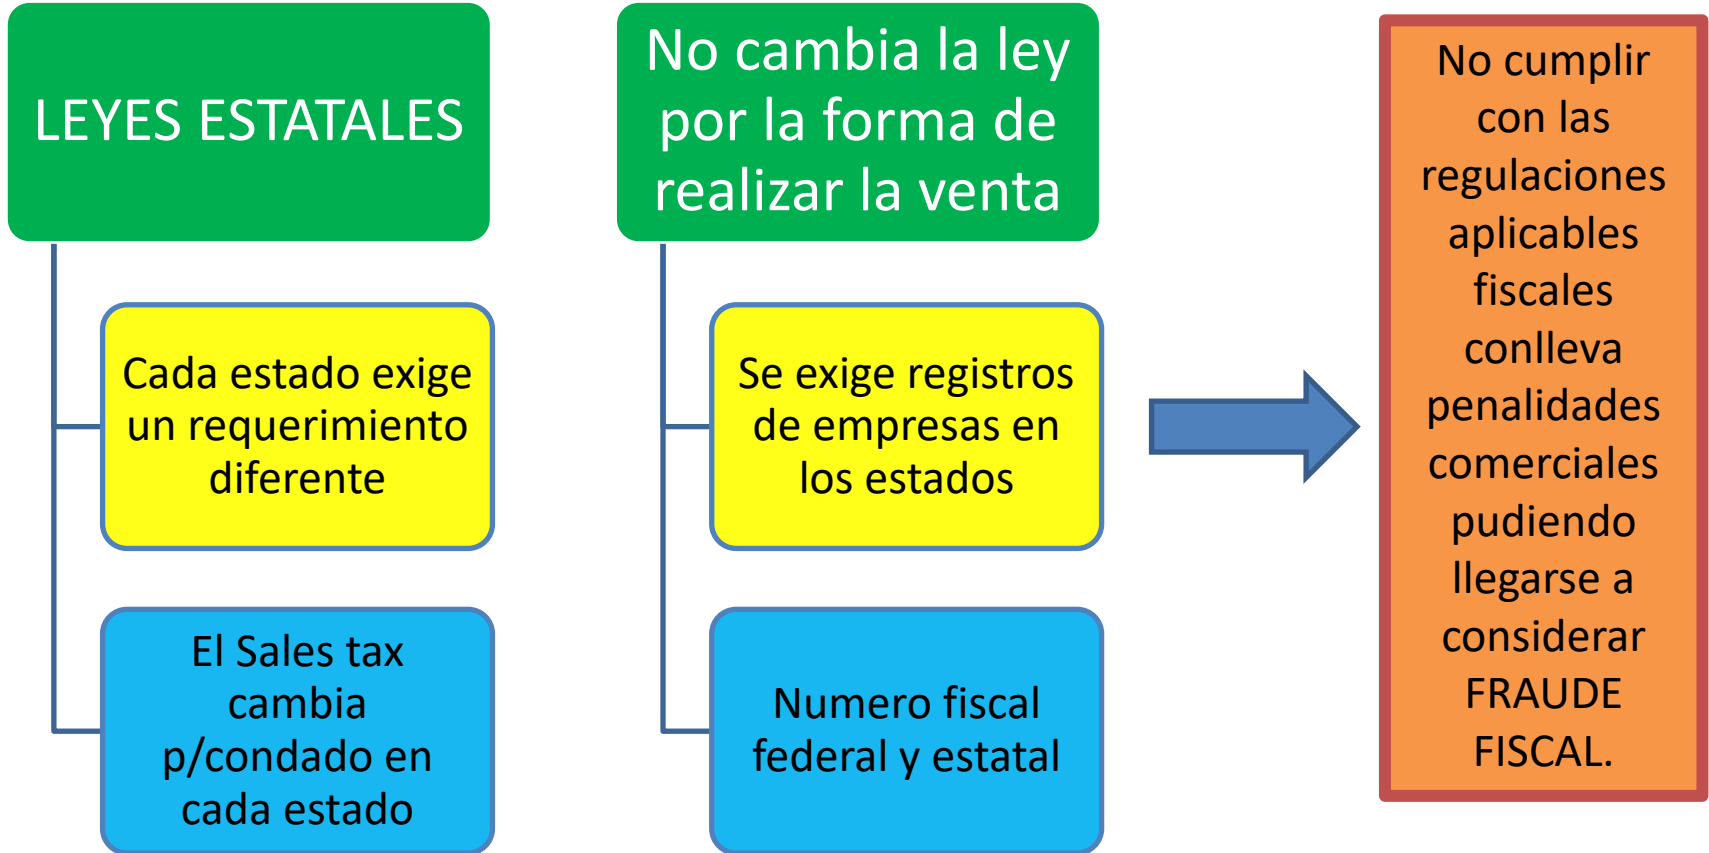 LEYES ESTATALES
Cada estado exige
un requerimiento
diferente
El Sales tax
cambia
p/condado en
cada estado
No cambia la ley
por la forma de
realizar la venta
Se exige registros
de empresas en
los estados
Numero fiscal
federal y estatal
No cumplir
con las
regulaciones
aplicables
fiscales
conlleva
penalidades
comerciales
pudiendo
llegarse a
considerar
FRAUDE
FISCAL.